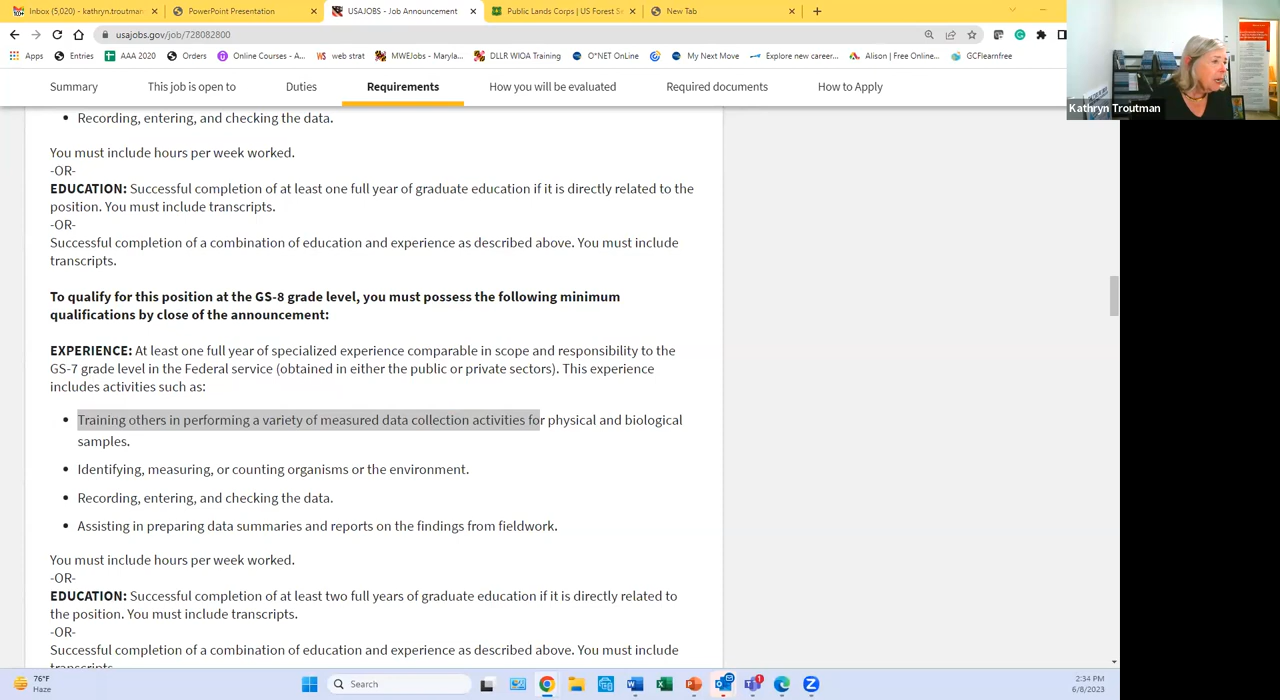 Inbox (5,020) - kathryn.troutman
PowerPoint Presentation
USAJOBS - Job Announcement
Public Lands Corps | US Forest Se
New Tab
usajobs.gov/job/728082800
Apps
Entries
AAA 2020
Orders
Online Courses - A...
web strat
MWEJobs - Maryla...
DLLR WIOA Training
O*NET OnLine
My Next Move
Explore new career...
Alison | Free Online...
GCFlearnfree
Kathryn Troutman
Summary
This job is open to
Duties
Requirements
How you will be evaluated
Required documents
How to Apply
• Recording, entering, and checking the data.
You must include hours per week worked.
-OR-
EDUCATION: Successful completion of at least one full year of graduate education if it is directly related to the
position. You must include transcripts.
-OR-
Successful completion of a combination of education and experience as described above. You must include
transcripts.
To qualify for this position at the GS-8 grade level, you must possess the following minimum
qualifications by close of the announcement:
EXPERIENCE: At least one full year of specialized experience comparable in scope and responsibility to the
GS-7 grade level in the Federal service (obtained in either the public or private sectors). This experience
includes activities such as:
• Training others in performing a variety of measured data collection activities for physical and biological
samples.
• Identifying, measuring, or counting organisms or the environment.
• Recording, entering, and checking the data.
• Assisting in preparing data summaries and reports on the findings from fieldwork.
You must include hours per week worked.
-OR-
EDUCATION: Successful completion of at least two full years of graduate education if it is directly related to
the position. You must include transcripts.
-OR-
Successful completion of a combination of education and experience as described above. You must include
transcripts.
76°F
Haze
Search
2:34 PM
6/8/2023